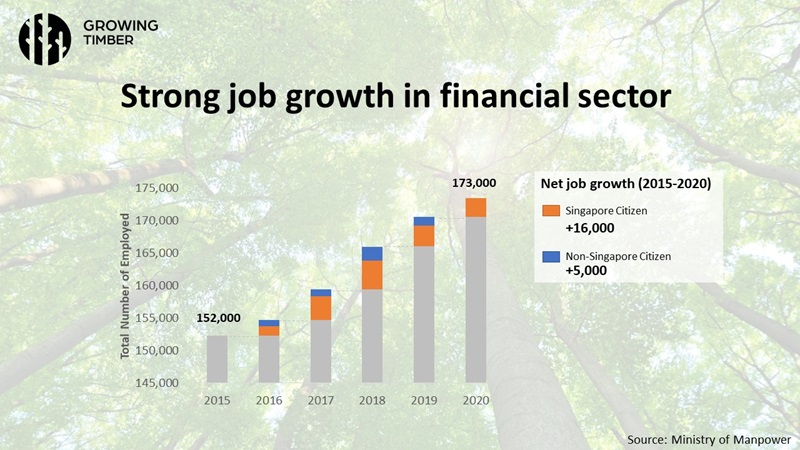 GROWING
TIMBER
Strong job growth in financial sector
Total Number of Employed
175,000
170,000
165,000
160,000
155,000
150,000
145,000
152,000
173,000
2015
2016
2017
2018
2019
2020
Net job growth (2015-2020)
Singapore Citizen
+16,000
Non-Singapore Citizen
+5,000
Source: Ministry of Manpower